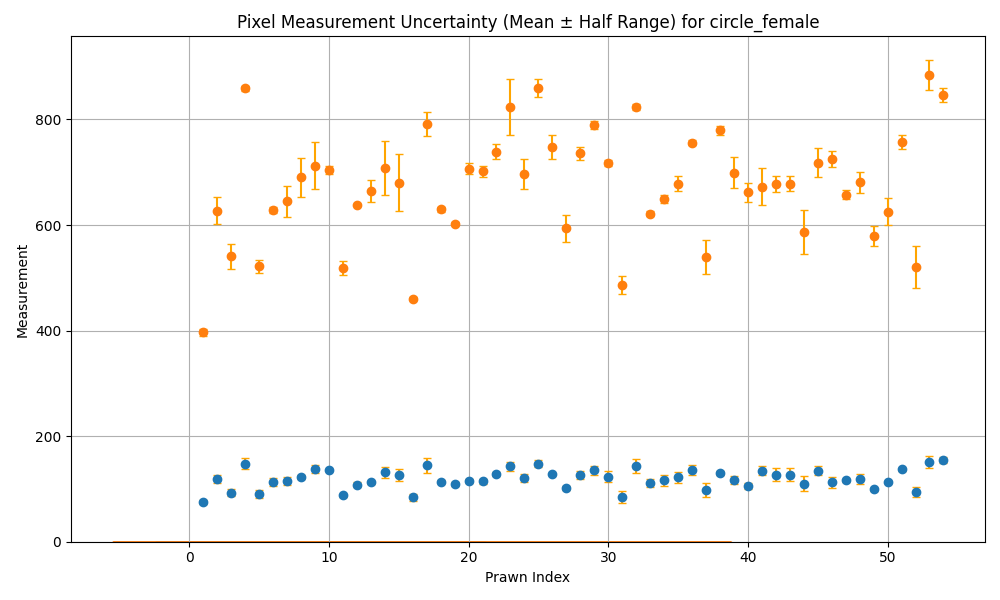 Pixel Measurement Uncertainty (Mean ± Half Range) for circle_female
Measurement
800
600
400
200
0
0 10 20 30 40 50
Prawn Index